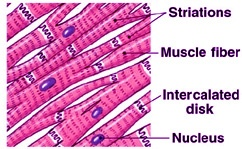 Striations
Muscle fiber
Intercalated
disk
Nucleus